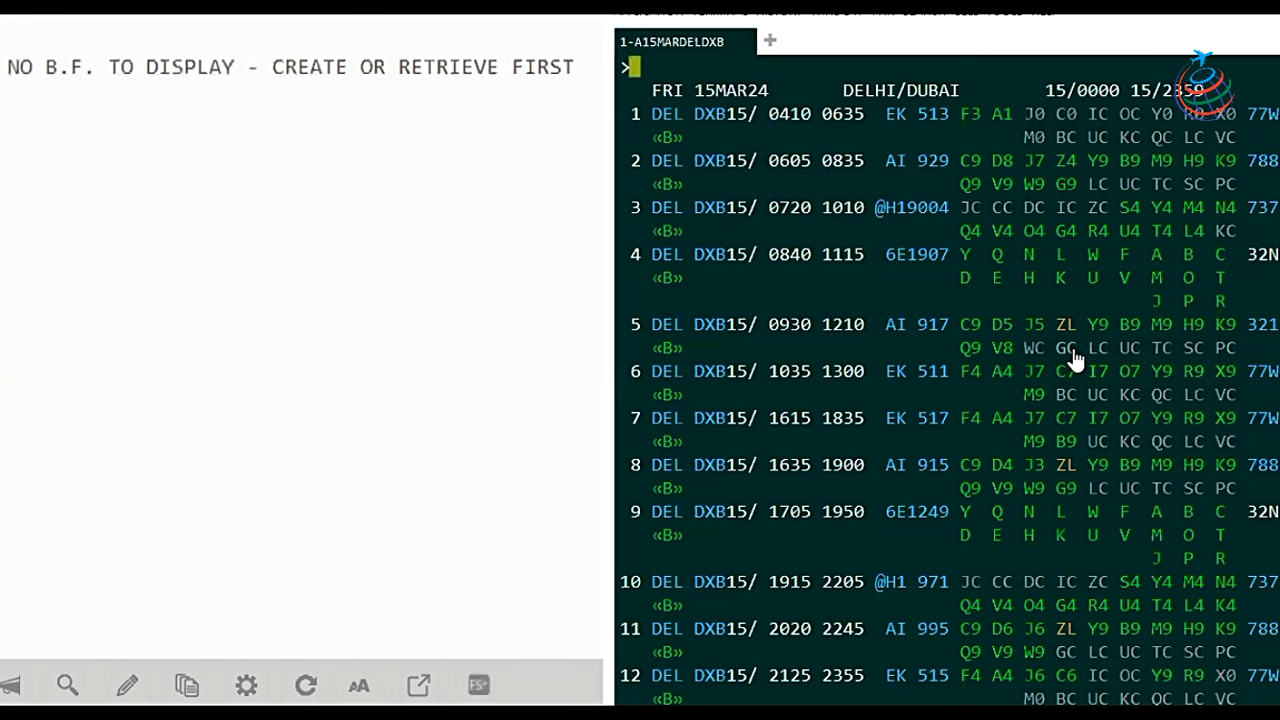 NO B.F. TO DISPLAY - CREATE OR RETRIEVE FIRST
1-A15MARDELDXB
>
FRI 15MAR24 DELHI/DUBAI 15/0000 15/2359
1 DEL DXB15/ 0410 0635 EK 513 F3 A1 J0 C0 IC OC Y0 R0 X0 77W
«B» M0 BC UC KC QC LC VC
2 DEL DXB15/ 0605 0835 AI 929 C9 D8 J7 Z4 Y9 B9 M9 H9 K9 788
«B» Q9 V9 W9 G9 LC UC TC SC PC
3 DEL DXB15/ 0720 1010 @H19004 JC CC DC IC ZC S4 Y4 M4 N4 737
«B» Q4 V4 O4 G4 R4 U4 T4 L4 KC
4 DEL DXB15/ 0840 1115 6E1907 Y Q N L W F A B C 32N
«B» D E H K U V M O T
J P R
5 DEL DXB15/ 0930 1210 AI 917 C9 D5 J5 ZL Y9 B9 M9 H9 K9 321
«B» Q9 V8 WC GC LC UC TC SC PC
6 DEL DXB15/ 1035 1300 EK 511 F4 A4 J7 C7 I7 O7 Y9 R9 X9 77W
«B» M9 BC UC KC QC LC VC
7 DEL DXB15/ 1615 1835 EK 517 F4 A4 J7 C7 I7 O7 Y9 R9 X9 77W
«B» M9 B9 UC KC QC LC VC
8 DEL DXB15/ 1635 1900 AI 915 C9 D4 J3 ZL Y9 B9 M9 H9 K9 788
«B» Q9 V9 W9 G9 LC UC TC SC PC
9 DEL DXB15/ 1705 1950 6E1249 Y Q N L W F A B C 32N
«B» D E H K U V M O T
J P R
10 DEL DXB15/ 1915 2205 @H1 971 JC CC DC IC ZC S4 Y4 M4 N4 737
«B» Q4 V4 O4 G4 R4 U4 T4 L4 K4
11 DEL DXB15/ 2020 2245 AI 995 C9 D6 J6 ZL Y9 B9 M9 H9 K9 788
«B» Q9 V9 W9 GC LC UC TC SC PC
12 DEL DXB15/ 2125 2355 EK 515 F4 A4 J6 C6 IC OC Y9 R9 X0 77W
«B» M0 BC UC KC QC LC VC
AA